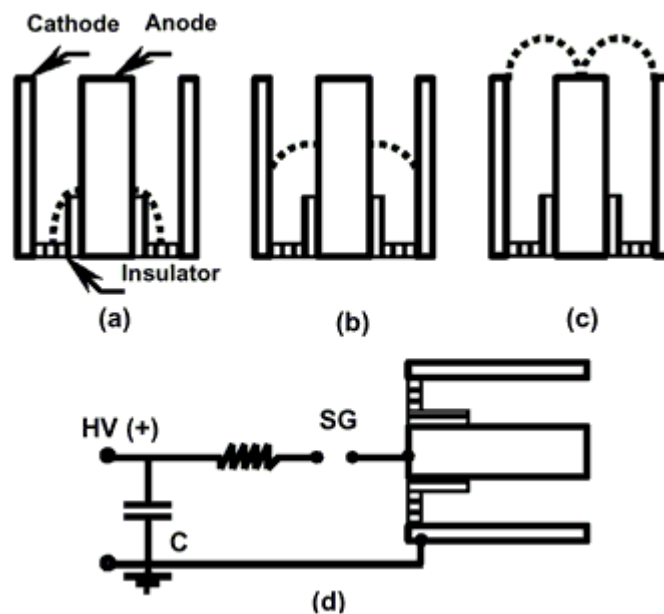 Cathode Anode
Insulator
(a) (b) (c)
HV (+) SG
C
(d)